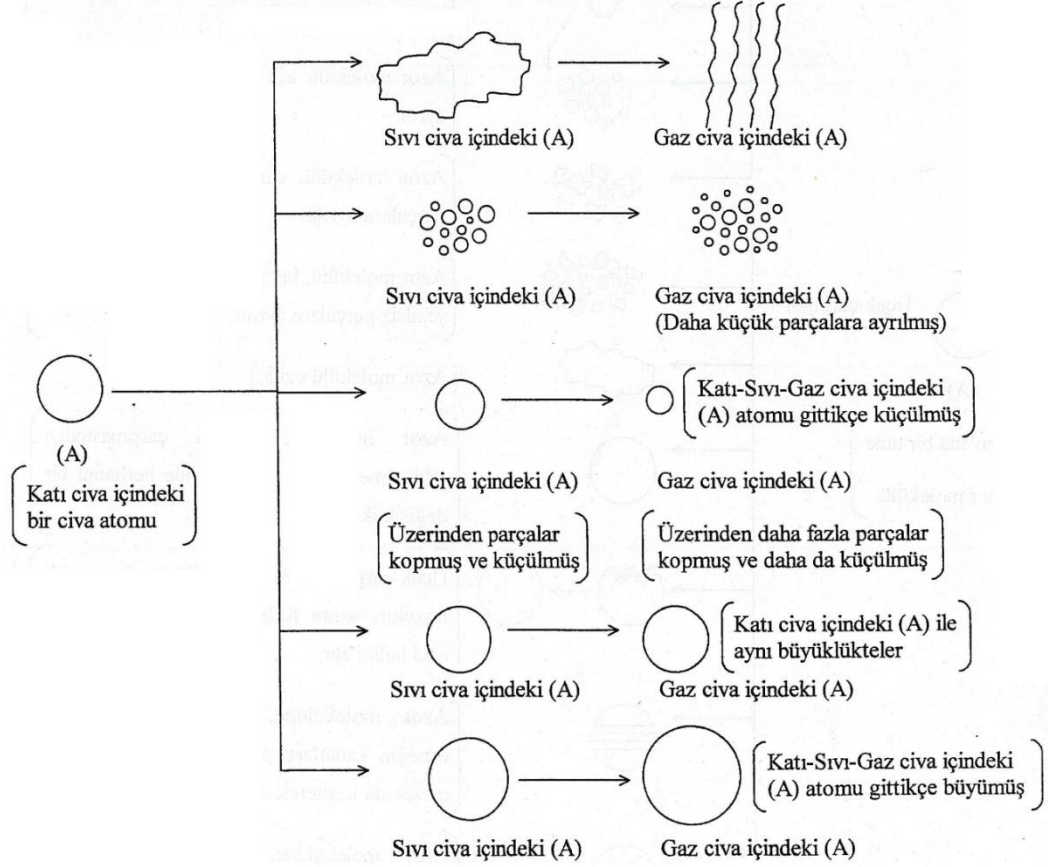 Sıvı civa içindeki (A)
Gaz civa içindeki (A)
Sıvı civa içindeki (A)
Gaz civa içindeki (A)
(Daha küçük parçalara ayrılmış)
(A)
Katı civa içindeki
bir civa atomu
Katı-Sıvı-Gaz civa içindeki
(A) atomu gittikçe küçülmüş
Sıvı civa içindeki (A)
Gaz civa içindeki (A)
Üzerinden parçalar
kopmuş ve küçülmüş
Üzerinden daha fazla parçalar
kopmuş ve daha da küçülmüş
Katı civa içindeki (A) ile
aynı büyüklükteler
Sıvı civa içindeki (A)
Gaz civa içindeki (A)
Katı-Sıvı-Gaz civa içindeki
(A) atomu gittikçe büyümüş
Sıvı civa içindeki (A)
Gaz civa içindeki (A)